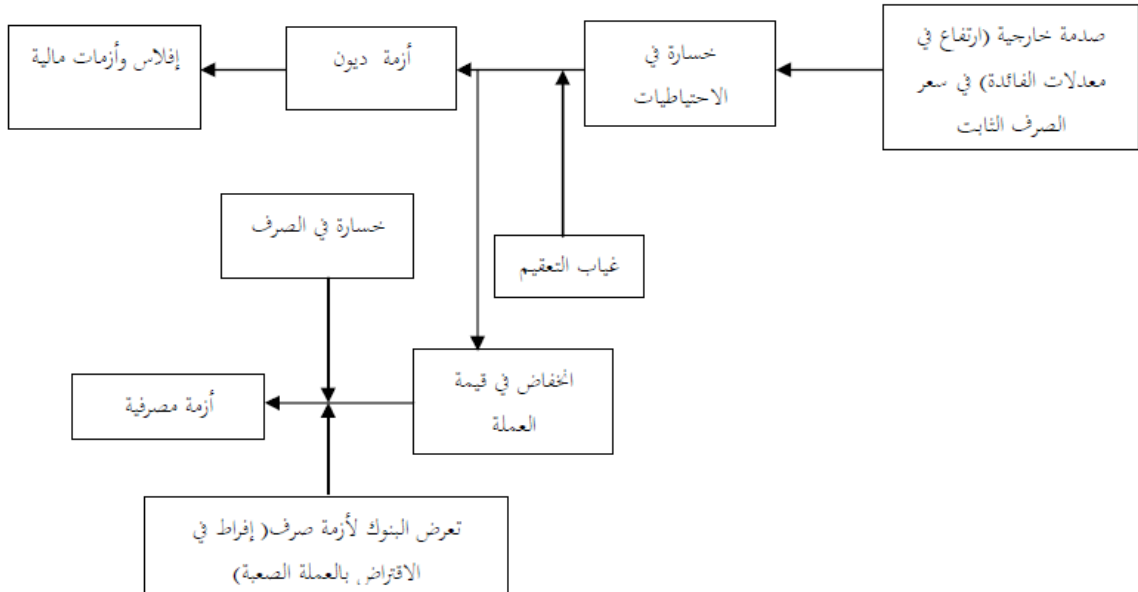 صدمة خارجية (ارتفاع في
معدلات الفائدة) في سعر
الصرف الثابت
خسارة في
الاحتياطيات
أزمة ديون
إفلاس وأزمات مالية
غياب التعقيم
خسارة في الصرف
انخفاض في قيمة
العملة
أزمة مصرفية
تعرض البنوك لأزمة صرف( إفراط في
الاقتراض بالعملة الصعبة)